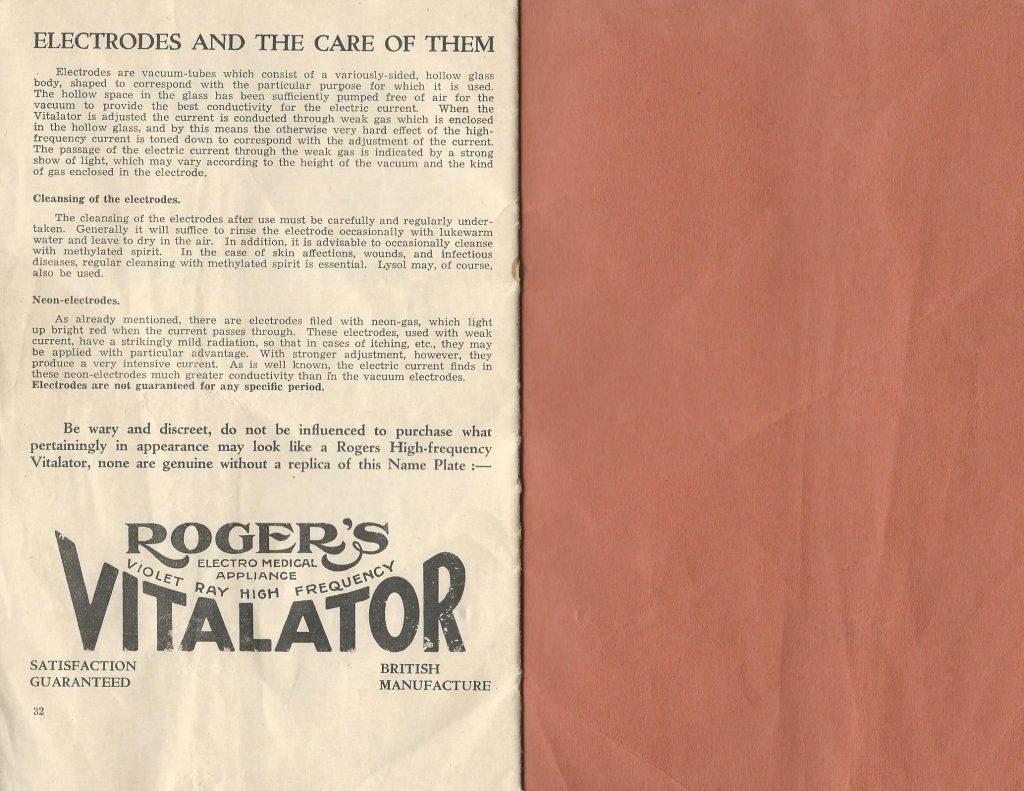 ELECTRODES AND THE CARE OF THEM
Electrodes are vacuum-tubes which consist of a variously-sided, hollow glass
body, shaped to correspond with the particular purpose for which it is used.
The hollow space in the glass has been sufficiently pumped free of air for the
vacuum to provide the best conductivity for the electric current. When the
Vitalator is adjusted the current is conducted through weak gas which is enclosed
in the hollow glass, and by this means the otherwise very hard effect of the high-
frequency current is toned down to correspond with the adjustment of the current.
The passage of the electric current through the weak gas is indicated by a strong
show of light, which may vary according to the height of the vacuum and the kind
of gas enclosed in the electrode.
Cleansing of the electrodes.
The cleansing of the electrodes after use must be carefully and regularly under-
taken. Generally it will suffice to rinse the electrode occasionally with lukewarm
water and leave to dry in the air. In addition, it is advisable to occasionally cleanse
with methylated spirit. In the case of skin affections, wounds, and infectious
diseases, regular cleansing with methylated spirit is essential. Lysol may, of course,
also be used.
Neon-electrodes.
As already mentioned, there are electrodes filed with neon-gas, which light
up bright red when the current passes through. These electrodes, used with weak
current, have a strikingly mild radiation, so that in cases of itching, etc., they may
be applied with particular advantage. With stronger adjustment, however, they
produce a very intensive current. As is well known, the electric current finds in
these neon-electrodes much greater conductivity than in the vacuum electrodes.
Electrodes are not guaranteed for any specific period.
Be wary and discreet, do not be influenced to purchase what
pertainingly in appearance may look like a Rogers High-frequency
Vitalator, none are genuine without a replica of this Name Plate :—
ROGER'S
ELECTRO MEDICAL
APPLIANCE
VIOLET RAY HIGH FREQUENCY
VITALATOR
SATISFACTION
GUARANTEED
BRITISH
MANUFACTURE
32